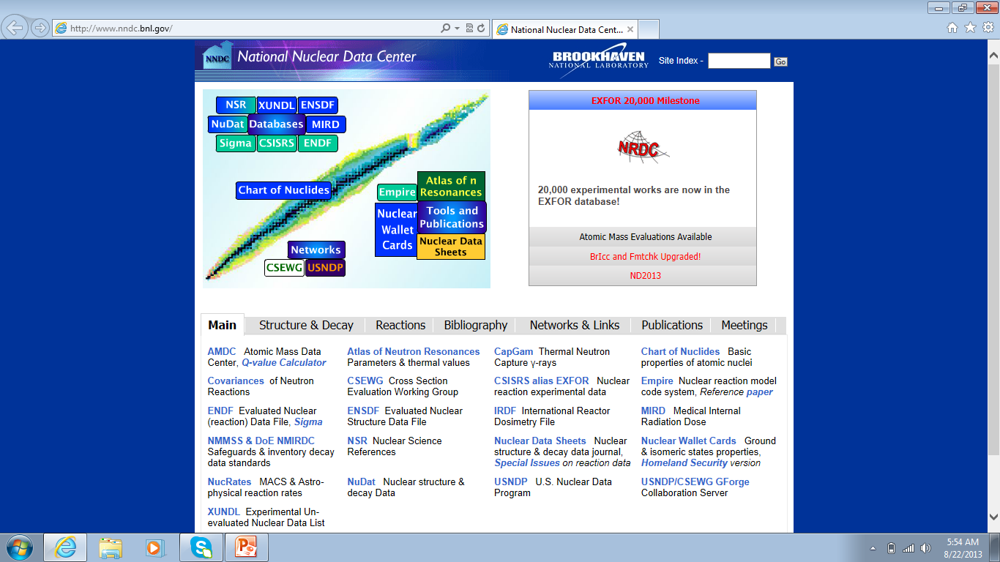 http://www.nndc.bnl.gov/
National Nuclear Data Cent...
NNDC
National Nuclear Data Center
BROOKHAVEN
NATIONAL LABORATORY
Site Index -
Go
NSR XUNDL ENSDF
NuDat Databases MIRD
Sigma CSISRS ENDF
Chart of Nuclides
Empire
Atlas of n
Resonances
Nuclear
Wallet
Cards
Tools and
Publications
Nuclear Data
Sheets
Networks
CSEWG USNDP
EXFOR 20,000 Milestone
NRDC
20,000 experimental works are now in the
EXFOR database!
Atomic Mass Evaluations Available
BrIcc and Fmtchk Upgraded!
ND2013
Main Structure & Decay Reactions Bibliography Networks & Links Publications Meetings
AMDC Atomic Mass Data
Center, Q-value Calculator
Atlas of Neutron Resonances
Parameters & thermal values
CapGam Thermal Neutron
Capture γ-rays
Chart of Nuclides Basic
properties of atomic nuclei
Covariances of Neutron
Reactions
CSEWG Cross Section
Evaluation Working Group
CSISRS alias EXFOR Nuclear
reaction experimental data
Empire Nuclear reaction model
code system, Reference paper
ENDF Evaluated Nuclear
(reaction) Data File, Sigma
ENSDF Evaluated Nuclear
Structure Data File
IRDF International Reactor
Dosimetry File
MIRD Medical Internal
Radiation Dose
NMMSS & DoE NMIRDC
Safeguards & inventory decay
data standards
NSR Nuclear Science
References
Nuclear Data Sheets Nuclear
structure & decay data journal,
Special Issues on reaction data
Nuclear Wallet Cards Ground
& isomeric states properties,
Homeland Security version
NucRates MACS & Astro-
physical reaction rates
NuDat Nuclear structure &
decay Data
USNDP U.S. Nuclear Data
Program
USNDP/CSEWG GForge
Collaboration Server
XUNDL Experimental Un-
evaluated Nuclear Data List
5:54 AM
8/22/2013